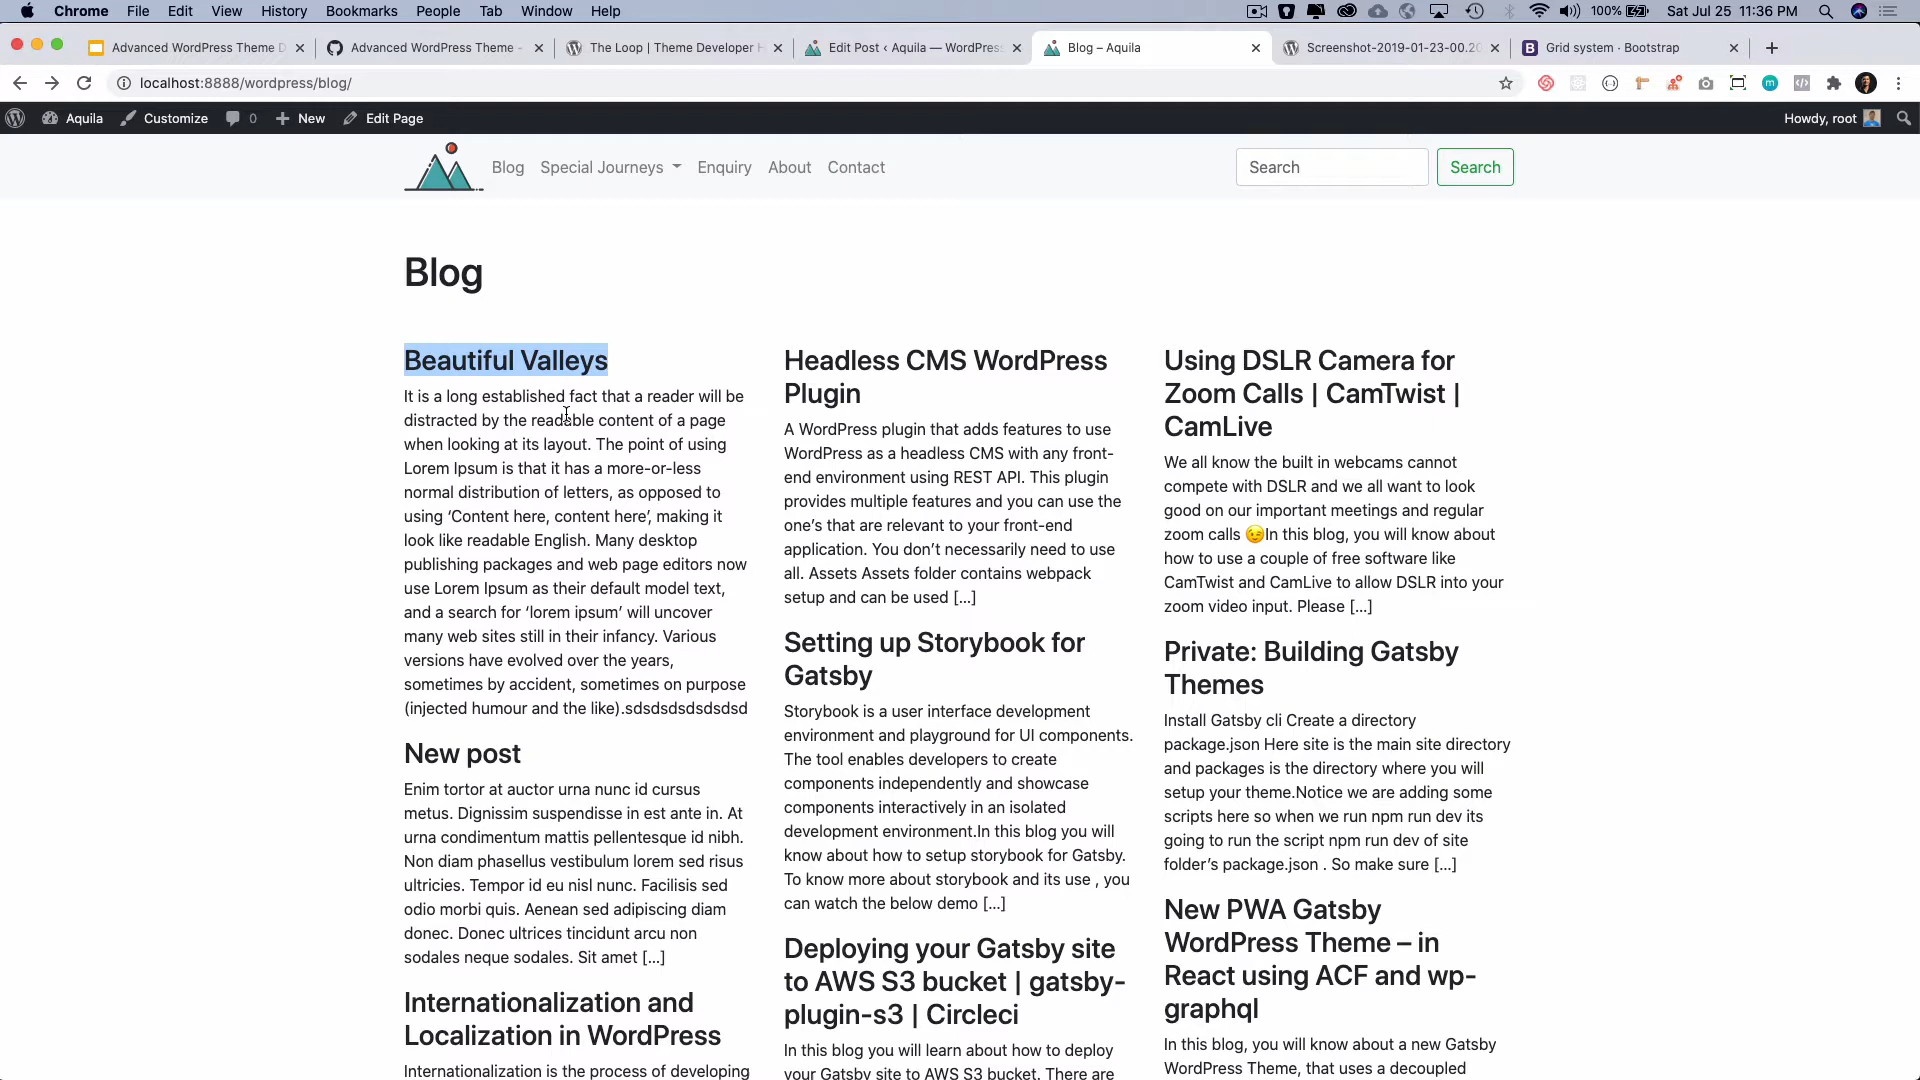 Chrome File Edit View History Bookmarks People Tab Window Help
100% Sat Jul 25 11:36 PM
Advanced WordPress Theme D
Advanced WordPress Theme -
The Loop | Theme Developer H
Edit Post ‹ Aquila — WordPress
Blog – Aquila
Screenshot-2019-01-23-00.20
Grid system · Bootstrap
localhost:8888/wordpress/blog/
Aquila Customize 0 New Edit Page
Howdy, root
Blog Special Journeys Enquiry About Contact
Search Search
Blog
Beautiful Valleys
It is a long established fact that a reader will be
distracted by the readable content of a page
when looking at its layout. The point of using
Lorem Ipsum is that it has a more-or-less
normal distribution of letters, as opposed to
using ‘Content here, content here’, making it
look like readable English. Many desktop
publishing packages and web page editors now
use Lorem Ipsum as their default model text,
and a search for ‘lorem ipsum’ will uncover
many web sites still in their infancy. Various
versions have evolved over the years,
sometimes by accident, sometimes on purpose
(injected humour and the like).sdsdsdsdsdsdsd
New post
Enim tortor at auctor urna nunc id cursus
metus. Dignissim suspendisse in est ante in. At
urna condimentum mattis pellentesque id nibh.
Non diam phasellus vestibulum lorem sed risus
ultricies. Tempor id eu nisl nunc. Facilisis sed
odio morbi quis. Aenean sed adipiscing diam
donec. Donec ultrices tincidunt arcu non
sodales neque sodales. Sit amet [...]
Internationalization and
Localization in WordPress
Internationalization is the process of developing
Headless CMS WordPress
Plugin
A WordPress plugin that adds features to use
WordPress as a headless CMS with any front-
end environment using REST API. This plugin
provides multiple features and you can use the
one’s that are relevant to your front-end
application. You don’t necessarily need to use
all. Assets Assets folder contains webpack
setup and can be used [...]
Setting up Storybook for
Gatsby
Storybook is a user interface development
environment and playground for UI components.
The tool enables developers to create
components independently and showcase
components interactively in an isolated
development environment.In this blog you will
know about how to setup storybook for Gatsby.
To know more about storybook and its use , you
can watch the below demo [...]
Deploying your Gatsby site
to AWS S3 bucket | gatsby-
plugin-s3 | Circleci
In this blog you will learn about how to deploy
your Gatsby site to AWS S3 bucket. There are
Using DSLR Camera for
Zoom Calls | CamTwist |
CamLive
We all know the built in webcams cannot
compete with DSLR and we all want to look
good on our important meetings and regular
zoom calls 😉In this blog, you will know about
how to use a couple of free software like
CamTwist and CamLive to allow DSLR into your
zoom video input. Please [...]
Private: Building Gatsby
Themes
Install Gatsby cli Create a directory
package.json Here site is the main site directory
and packages is the directory where you will
setup your theme.Notice we are adding some
scripts here so when we run npm run dev its
going to run the script npm run dev of site
folder’s package.json . So make sure [...]
New PWA Gatsby
WordPress Theme – in
React using ACF and wp-
graphql
In this blog, you will know about a new Gatsby
WordPress Theme, that uses a decoupled